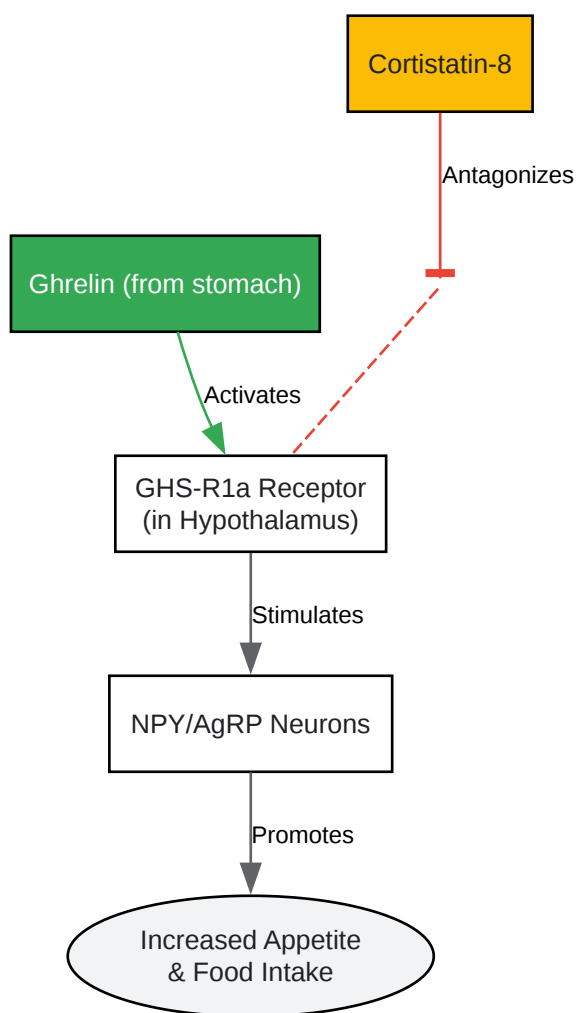 Cortistatin-8
Antagonizes
Ghrelin (from stomach)
Activates
GHS-R1a Receptor
(in Hypothalamus)
Stimulates
NPY/AgRP Neurons
Promotes
Increased Appetite
& Food Intake